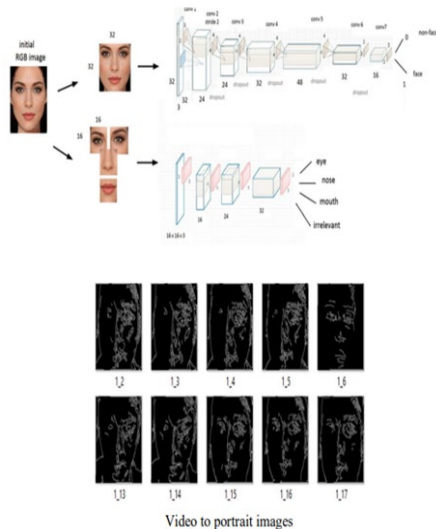 initial
RGB image
32
32
16
16
conv 1
conv-2
stride 2
conv-3
conv-4
conv-5
conv-6
conv-7
32
3
32
24
24
32
48
32
16
dropout
dropout
dropout
dropout
dropout
0
non-face
1
face
16
24
32
16 × 16 × 3
eye
nose
mouth
irrelevant
1_2
1_3
1_4
1_5
1_6
1_13
1_14
1_15
1_16
1_17
Video to portrait images